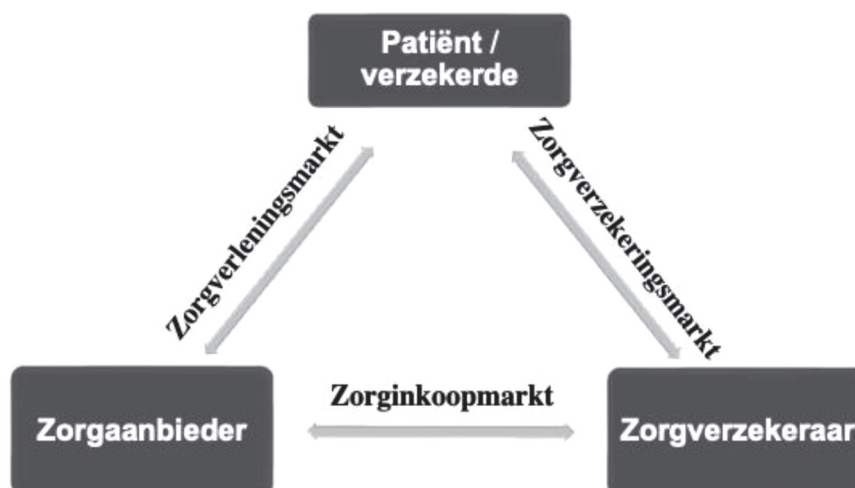 Patiënt /
verzekerde
Zorgverleningsmarkt
Zorgverzekeringsmarkt
Zorginkoopmarkt
Zorgaanbieder
Zorgverzekeraar